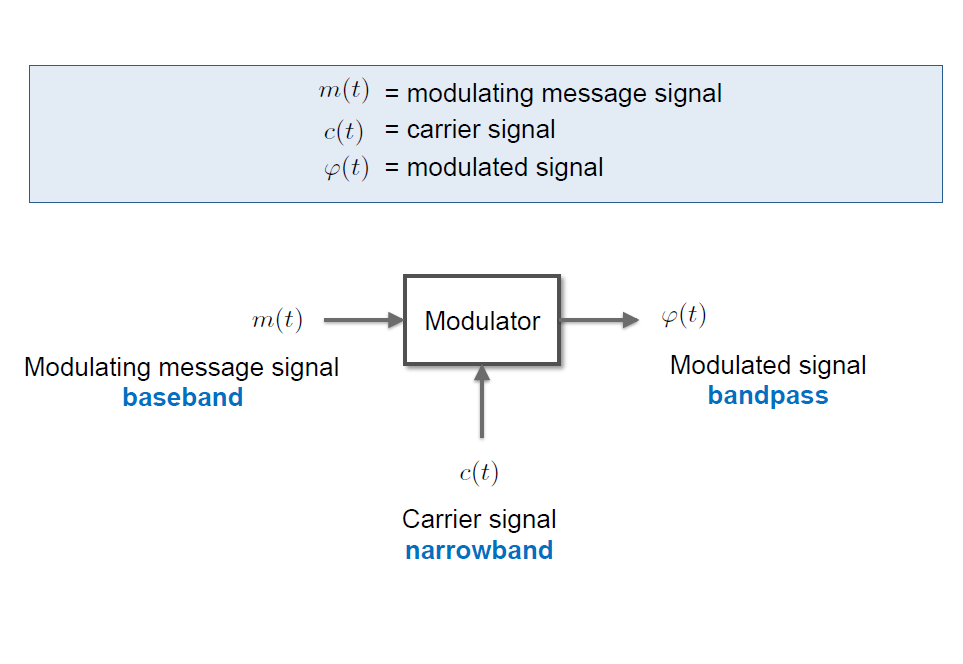 m(t) = modulating message signal
c(t) = carrier signal
φ(t) = modulated signal
m(t)
Modulator
φ(t)
Modulating message signal
baseband
Modulated signal
bandpass
c(t)
Carrier signal
narrowband